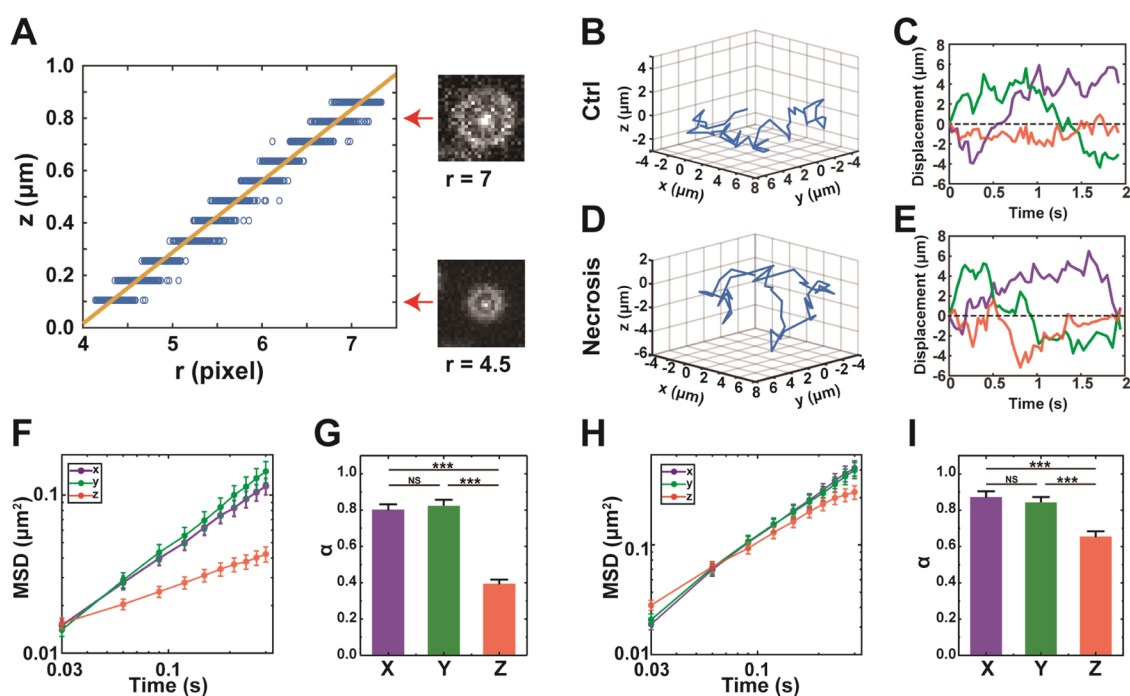 A
z (µm)
1.0
0.8
0.6
0.4
0.2
0.0
4 5 6 7
r (pixel)
r = 7
r = 4.5
B
Ctrl
z (µm)
4
2
0
-2
-4 -2 0 2 4 6 8
x (µm)
8 6 4 2 0 -2 -4
y (µm)
C
Displacement (µm)
6
4
2
0
-2
-4
-6
0 0.5 1 1.5 2
Time (s)
D
Necrosis
z (µm)
4
2
0
-2
-4
-6
-4 -2 0 2 4 6 8
x (µm)
8 6 4 2 0 -2 -4
y (µm)
E
Displacement (µm)
8
6
4
2
0
-2
-4
-6
0 0.5 1 1.5 2
Time (s)
F
x
y
z
MSD (µm²)
0.1
0.01
0.03 0.1
Time (s)
G
***
NS ***
α
1.0
0.8
0.6
0.4
0.2
0.0
X Y Z
H
x
y
z
MSD (µm²)
0.1
0.01
0.03 0.1
Time (s)
I
***
NS ***
α
1.0
0.8
0.6
0.4
0.2
0.0
X Y Z